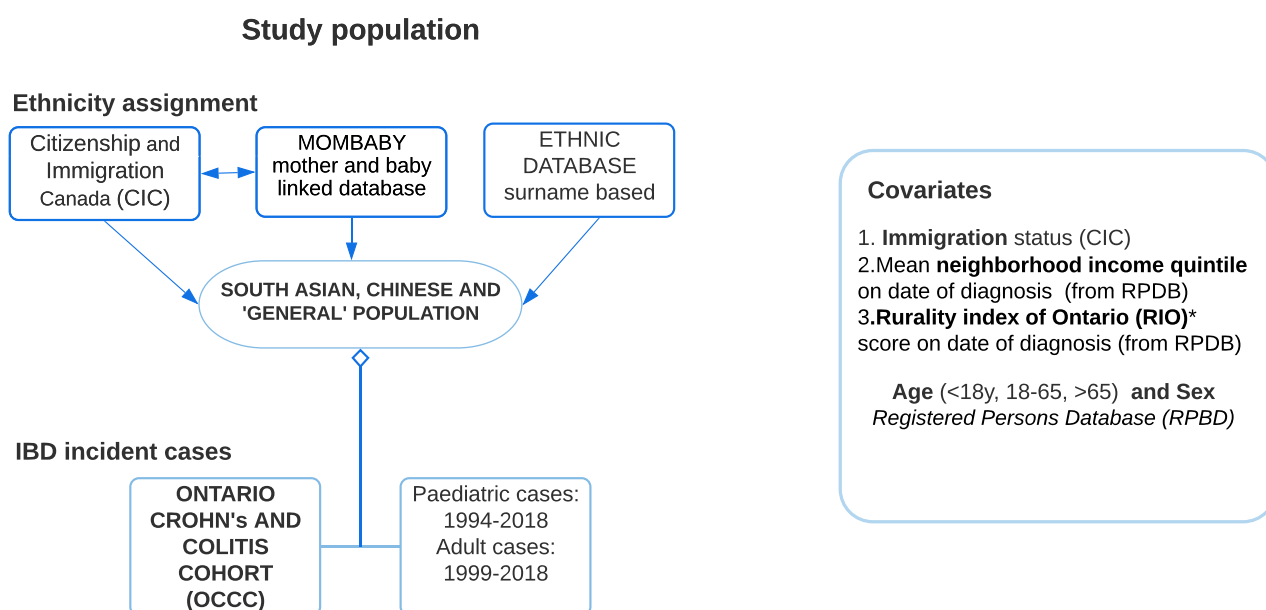 Study population
Ethnicity assignment
Citizenship and
Immigration
Canada (CIC)
MOMBABY
mother and baby
linked database
ETHNIC
DATABASE
surname based
SOUTH ASIAN, CHINESE AND
'GENERAL' POPULATION
IBD incident cases
ONTARIO
CROHN's AND
COLITIS
COHORT
(OCCC)
Paediatric cases:
1994-2018
Adult cases:
1999-2018
Covariates
1. Immigration status (CIC)
2.Mean neighborhood income quintile
on date of diagnosis (from RPDB)
3.Rurality index of Ontario (RIO)*
score on date of diagnosis (from RPDB)
Age (<18y, 18-65, >65) and Sex
Registered Persons Database (RPBD)